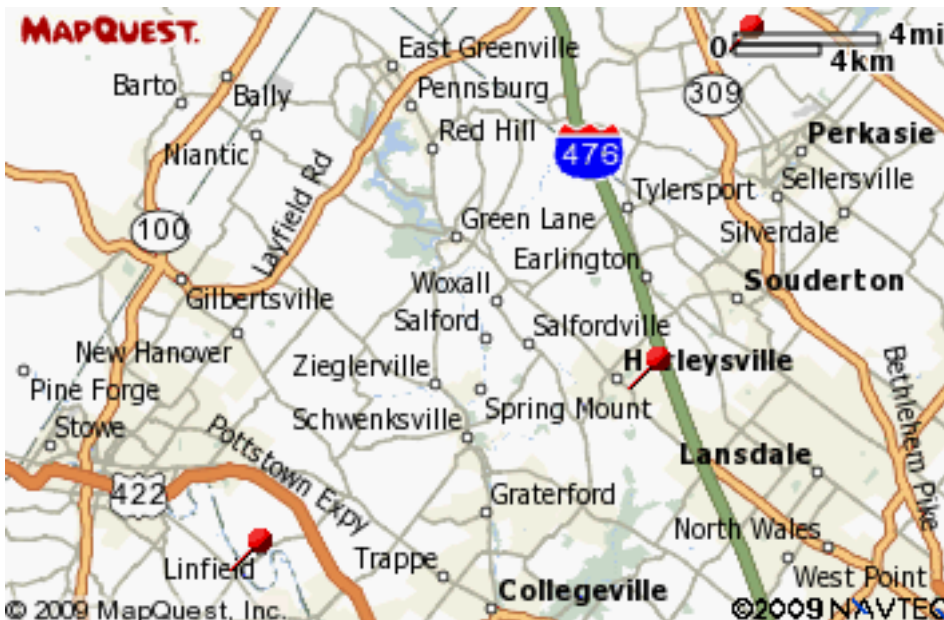 MAPQUEST.
0
4mi
4km
East Greenville
Barto
Bally
Pennsburg
309
Niantic
Red Hill
Perkasie
476
Layfield Rd
Tylersport
Sellersville
100
Green Lane
Silverdale
Earlington
Gilbertsville
Woxall
Souderton
Salford
Salfordville
New Hanover
Zieglerville
Harleysville
Pine Forge
Spring Mount
Bethlehem Pike
Stowe
Schwenksville
Pottstown Expy
Lansdale
422
Graterford
North Wales
Linfield
Trappe
West Point
Collegeville
© 2009 MapQuest, Inc.
©2009 NAVTEQ